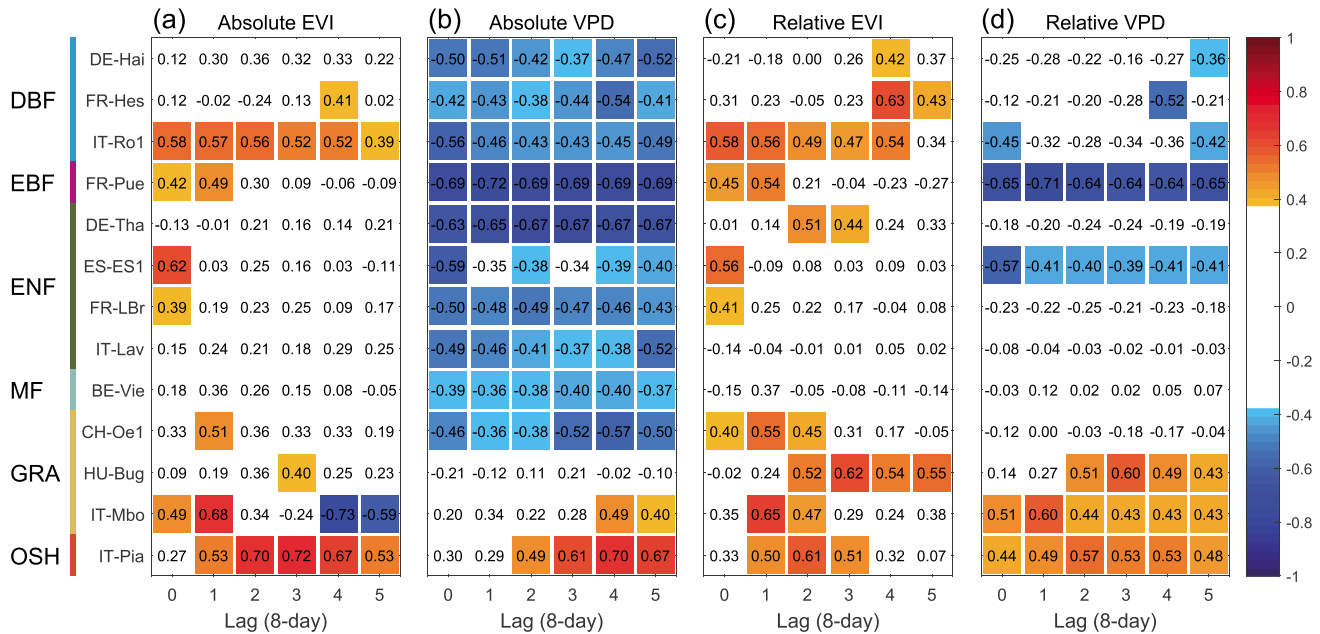 (a) Absolute EVI (b) Absolute VPD (c) Relative EVI (d) Relative VPD
DE-Hai 0.12 0.30 0.36 0.32 0.33 0.22 -0.50 -0.51 -0.42 -0.37 -0.47 -0.52 -0.21 -0.18 0.00 0.26 0.42 0.37 -0.25 -0.28 -0.22 -0.16 -0.27 -0.36 1
DBF FR-Hes 0.12 -0.02 -0.24 0.13 0.41 0.02 -0.42 -0.43 -0.38 -0.44 -0.54 -0.41 0.31 0.23 -0.05 0.23 0.63 0.43 -0.12 -0.21 -0.20 -0.28 -0.52 -0.21 0.8
IT-Ro1 0.58 0.57 0.56 0.52 0.52 0.39 -0.56 -0.46 -0.43 -0.43 -0.45 -0.49 0.58 0.56 0.49 0.47 0.54 0.34 -0.45 -0.32 -0.28 -0.34 -0.36 -0.42 0.6
EBF FR-Pue 0.42 0.49 0.30 0.09 -0.06 -0.09 -0.69 -0.72 -0.69 -0.69 -0.69 -0.69 0.45 0.54 0.21 -0.04 -0.23 -0.27 -0.65 -0.71 -0.64 -0.64 -0.64 -0.65 0.4
DE-Tha -0.13 -0.01 0.21 0.16 0.14 0.21 -0.63 -0.65 -0.67 -0.67 -0.67 -0.67 0.01 0.14 0.51 0.44 0.24 0.33 -0.18 -0.20 -0.24 -0.24 -0.19 -0.19 0.2
ENF ES-ES1 0.62 0.03 0.25 0.16 0.03 -0.11 -0.59 -0.35 -0.38 -0.34 -0.39 -0.40 0.56 -0.09 0.08 0.03 0.09 0.03 -0.57 -0.41 -0.40 -0.39 -0.41 -0.41
FR-LBr 0.39 0.19 0.23 0.25 0.09 0.17 -0.50 -0.48 -0.49 -0.47 -0.46 -0.43 0.41 0.25 0.22 0.17 -0.04 0.08 -0.23 -0.22 -0.25 -0.21 -0.23 -0.18 0
IT-Lav 0.15 0.24 0.21 0.18 0.29 0.25 -0.49 -0.46 -0.41 -0.37 -0.38 -0.52 -0.14 -0.04 -0.01 0.01 0.05 0.02 -0.08 -0.04 -0.03 -0.02 -0.01 -0.03 -0.2
MF BE-Vie 0.18 0.36 0.26 0.15 0.08 -0.05 -0.39 -0.36 -0.38 -0.40 -0.40 -0.37 -0.15 0.37 -0.05 -0.08 -0.11 -0.14 -0.03 0.12 0.02 0.02 0.05 0.07
CH-Oe1 0.33 0.51 0.36 0.33 0.33 0.19 -0.46 -0.36 -0.38 -0.52 -0.57 -0.50 0.40 0.55 0.45 0.31 0.17 -0.05 -0.12 0.00 -0.03 -0.18 -0.17 -0.04 -0.4
GRA HU-Bug 0.09 0.19 0.36 0.40 0.25 0.23 -0.21 -0.12 0.11 0.21 -0.02 -0.10 -0.02 0.24 0.52 0.62 0.54 0.55 0.14 0.27 0.51 0.60 0.49 0.43 -0.6
IT-Mbo 0.49 0.68 0.34 -0.24 -0.73 -0.59 0.20 0.34 0.22 0.28 0.49 0.40 0.35 0.65 0.47 0.29 0.24 0.38 0.51 0.60 0.44 0.43 0.43 0.43 -0.8
OSH IT-Pia 0.27 0.53 0.70 0.72 0.67 0.53 0.30 0.29 0.49 0.61 0.70 0.67 0.33 0.50 0.61 0.51 0.32 0.07 0.44 0.49 0.57 0.53 0.53 0.48 -1
0 1 2 3 4 5 0 1 2 3 4 5 0 1 2 3 4 5 0 1 2 3 4 5
Lag (8-day) Lag (8-day) Lag (8-day) Lag (8-day)